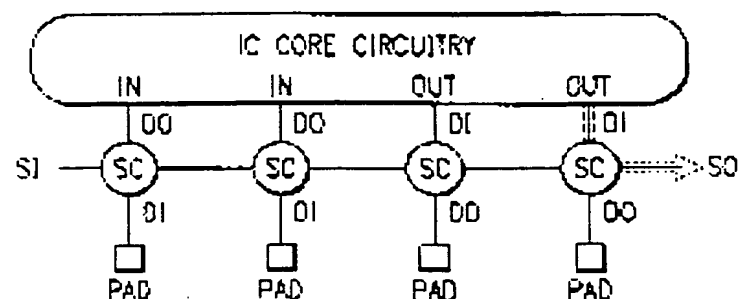 IC CORE CIRCUITRY
IN IN OUT OUT
DO DO DI DI
SI SC SC SC SC SO
DI DI DO DO
PAD PAD PAD PAD